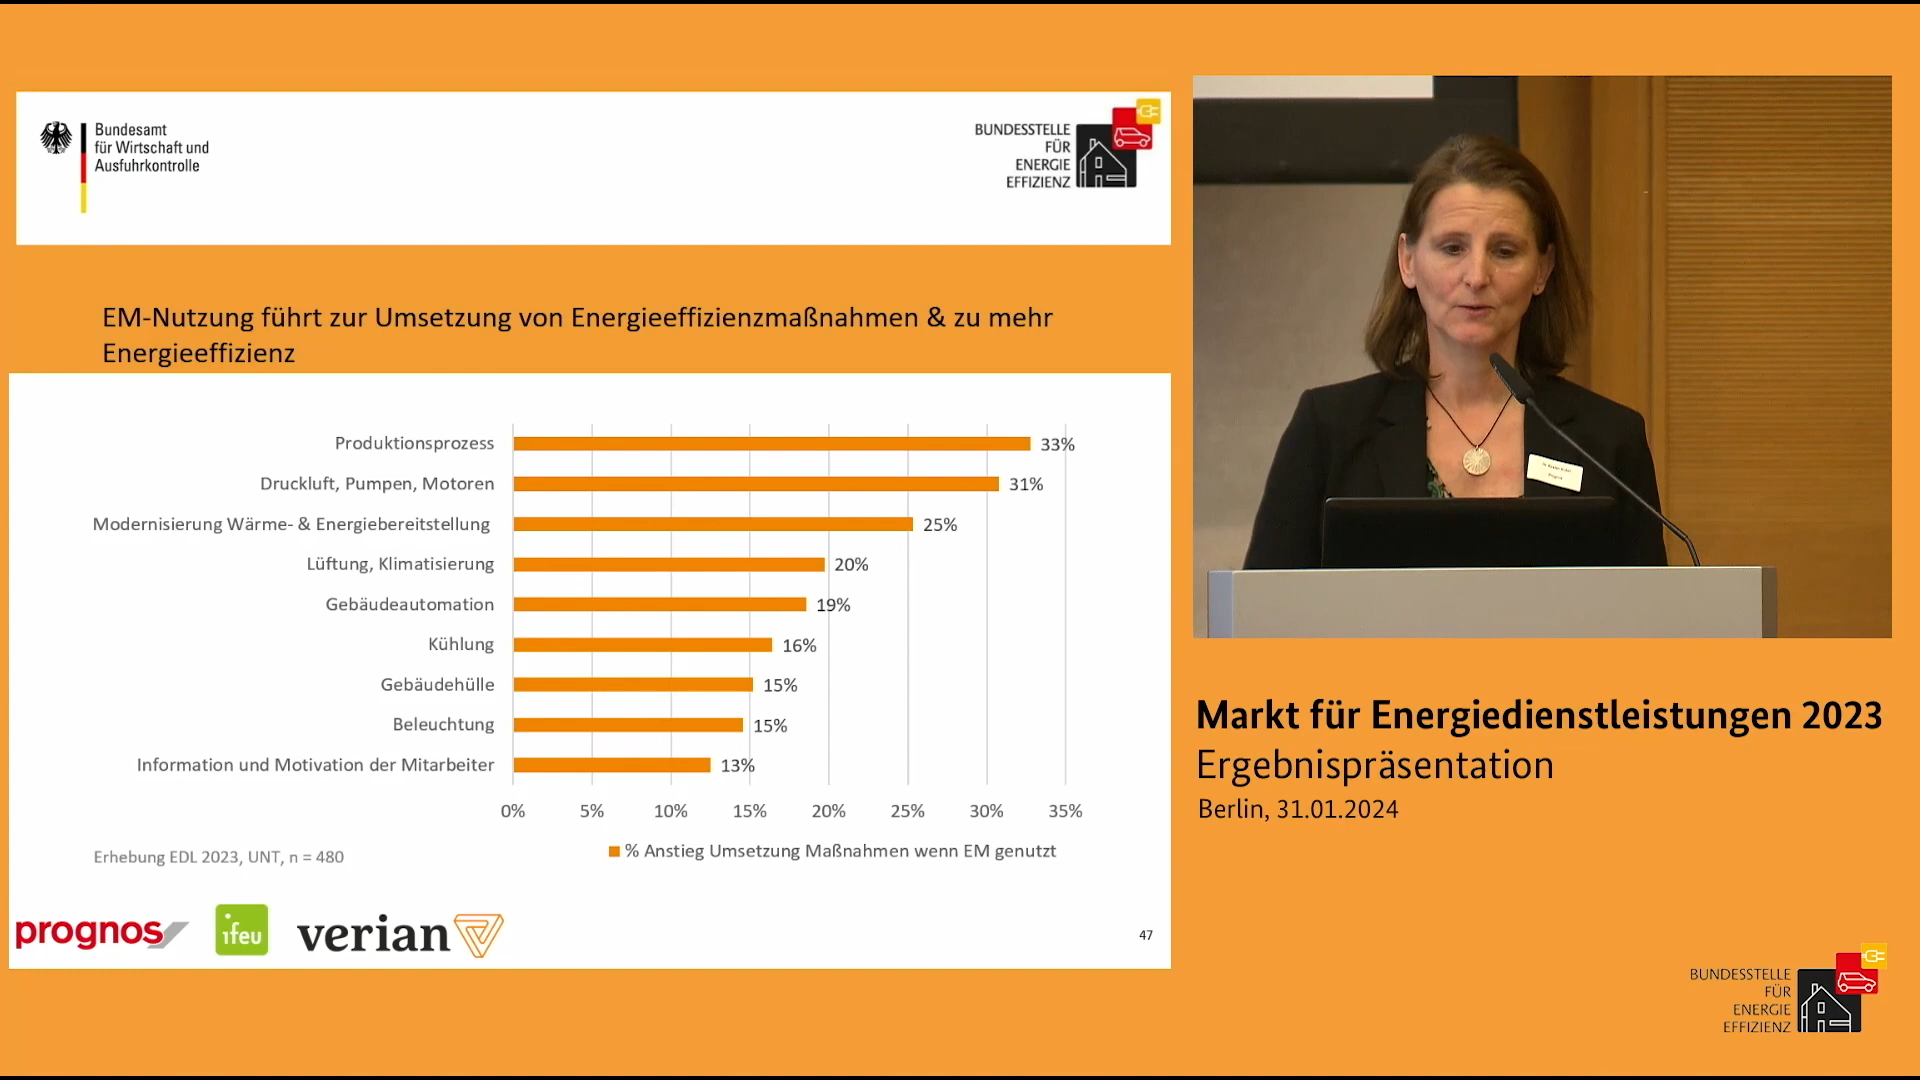 Bundesamt
für Wirtschaft und
Ausfuhrkontrolle
BUNDESSTELLE
FÜR
ENERGIE
EFFIZIENZ
EM-Nutzung führt zur Umsetzung von Energieeffizienzmaßnahmen & zu mehr
Energieeffizienz
Produktionsprozess 33%
Druckluft, Pumpen, Motoren 31%
Modernisierung Wärme- & Energiebereitstellung 25%
Lüftung, Klimatisierung 20%
Gebäudeautomation 19%
Kühlung 16%
Gebäudehülle 15%
Beleuchtung 15%
Information und Motivation der Mitarbeiter 13%
0% 5% 10% 15% 20% 25% 30% 35%
% Anstieg Umsetzung Maßnahmen wenn EM genutzt
Erhebung EDL 2023, UNT, n = 480
prognos ifeu verian
47
Markt für Energiedienstleistungen 2023
Ergebnispräsentation
Berlin, 31.01.2024
BUNDESSTELLE
FÜR
ENERGIE
EFFIZIENZ